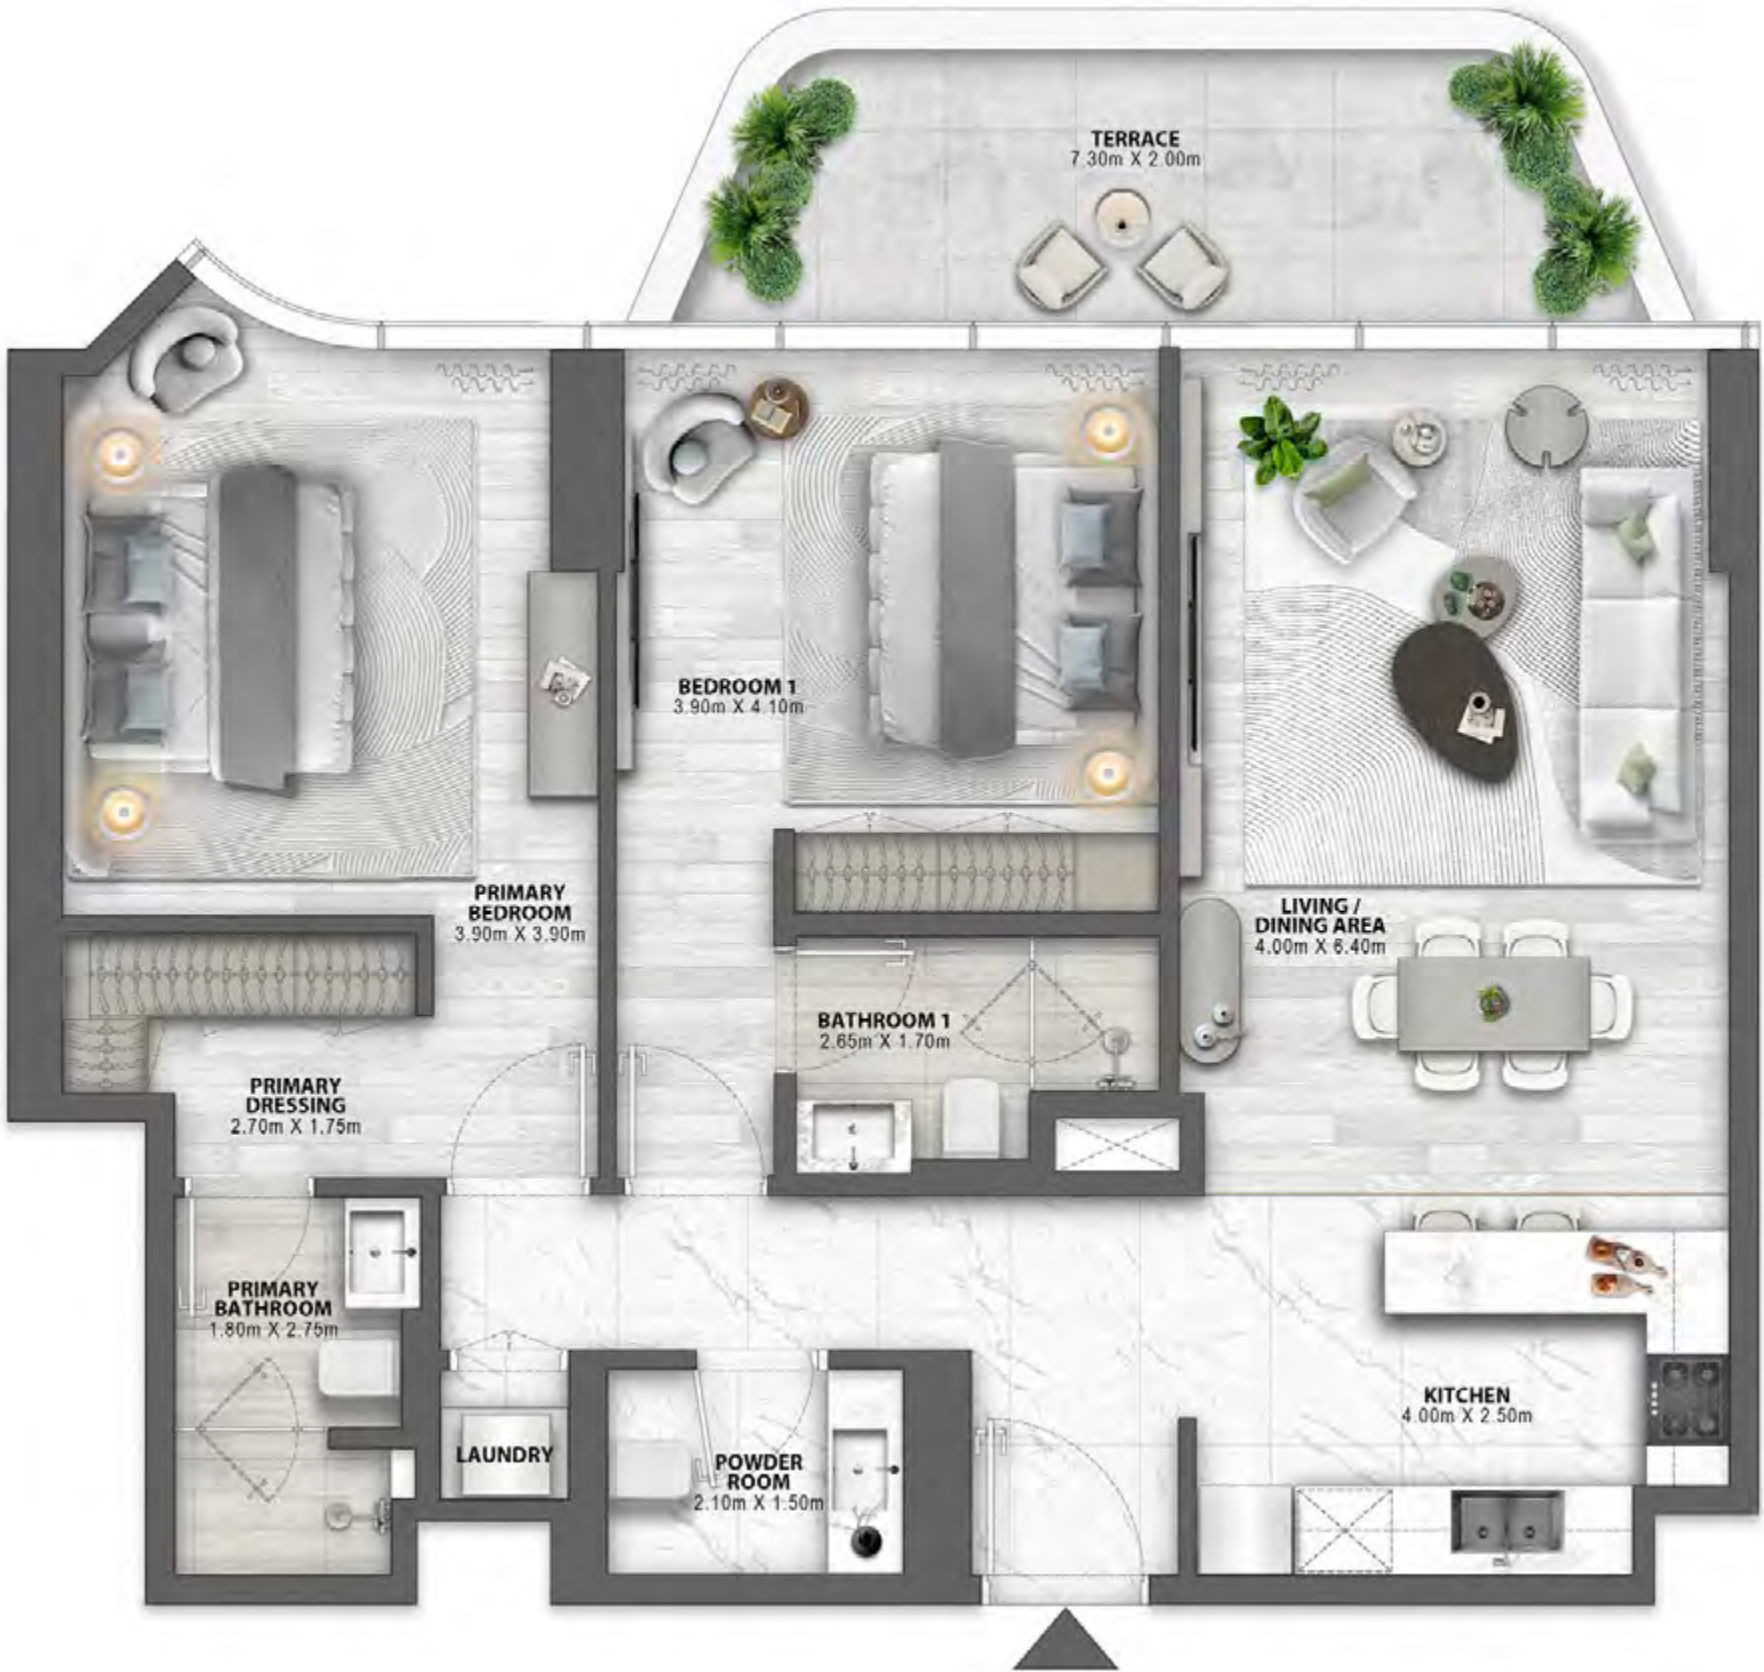 TERRACE
7.30m X 2.00m
BEDROOM 1
3.90m X 4.10m
PRIMARY
BEDROOM
3.90m X 3.90m
LIVING /
DINING AREA
4.00m X 6.40m
BATHROOM 1
2.65m X 1.70m
PRIMARY
DRESSING
2.70m X 1.75m
PRIMARY
BATHROOM
1.80m X 2.75m
KITCHEN
4.00m X 2.50m
LAUNDRY
POWDER
ROOM
2.10m X 1.50m